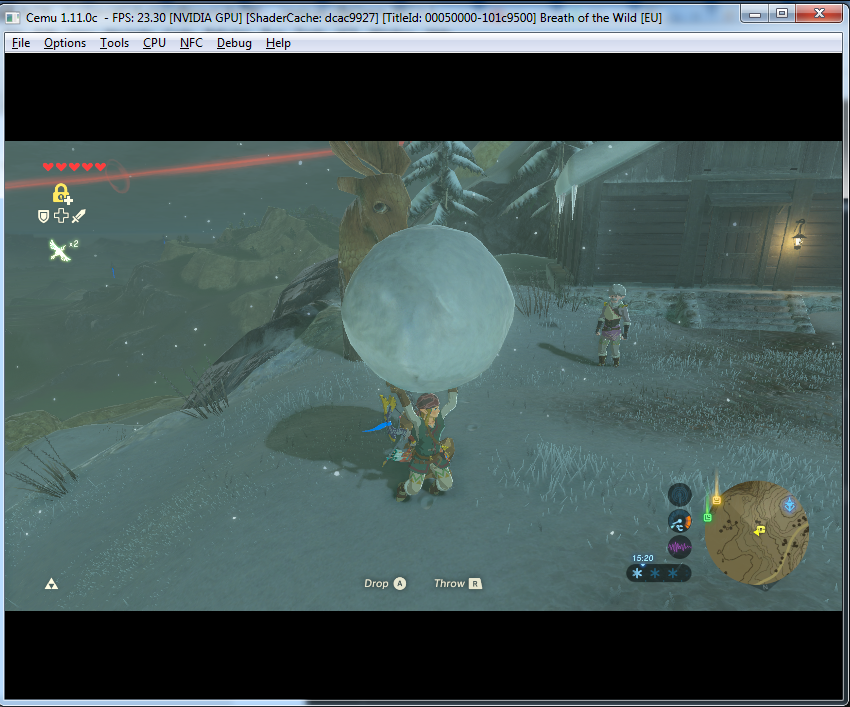 Cemu 1.11.0c - FPS: 23.30 [NVIDIA GPU] [ShaderCache: dcac9927] [TitleId: 00050000-101c9500] Breath of the Wild [EU]
File Options Tools CPU NFC Debug Help
x2
15:20
Drop A Throw R